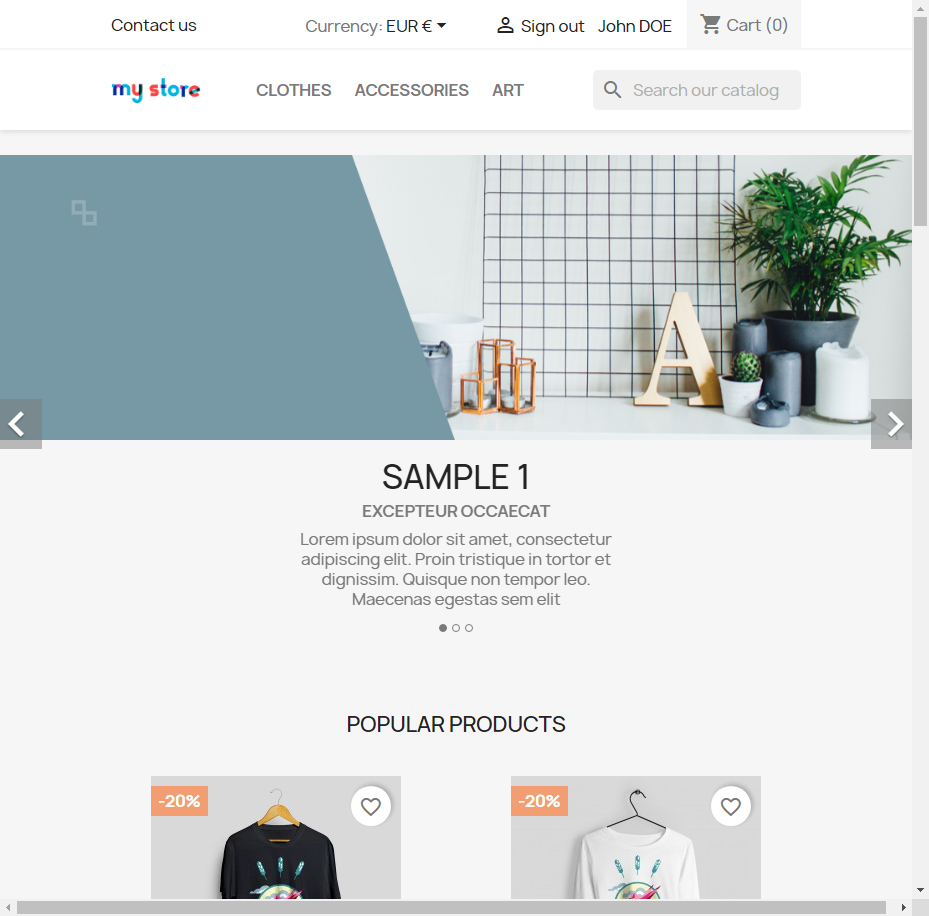 Contact us
Currency: EUR €
Sign out
John DOE
Cart (0)
my store
CLOTHES
ACCESSORIES
ART
Search our catalog
A
SAMPLE 1
EXCEPTEUR OCCAECAT
Lorem ipsum dolor sit amet, consectetur
adipiscing elit. Proin tristique in tortor et
dignissim. Quisque non tempor leo.
Maecenas egestas sem elit
POPULAR PRODUCTS
-20%
-20%